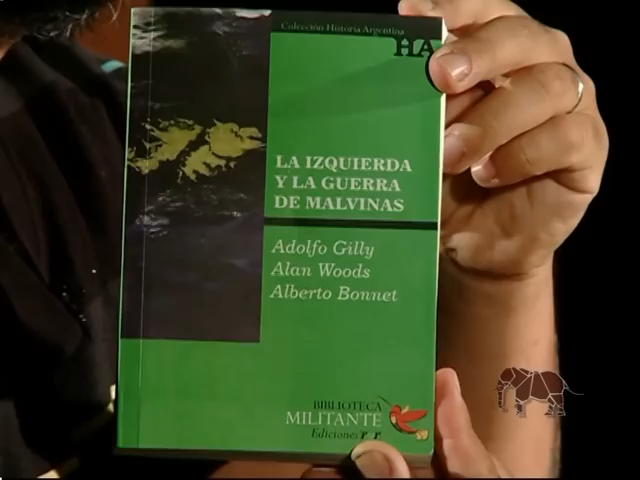 Colección Historia Argentina
HA
LA IZQUIERDA
Y LA GUERRA
DE MALVINAS
Adolfo Gilly
Alan Woods
Alberto Bonnet
BIBLIOTECA
MILITANTE
Ediciones r r